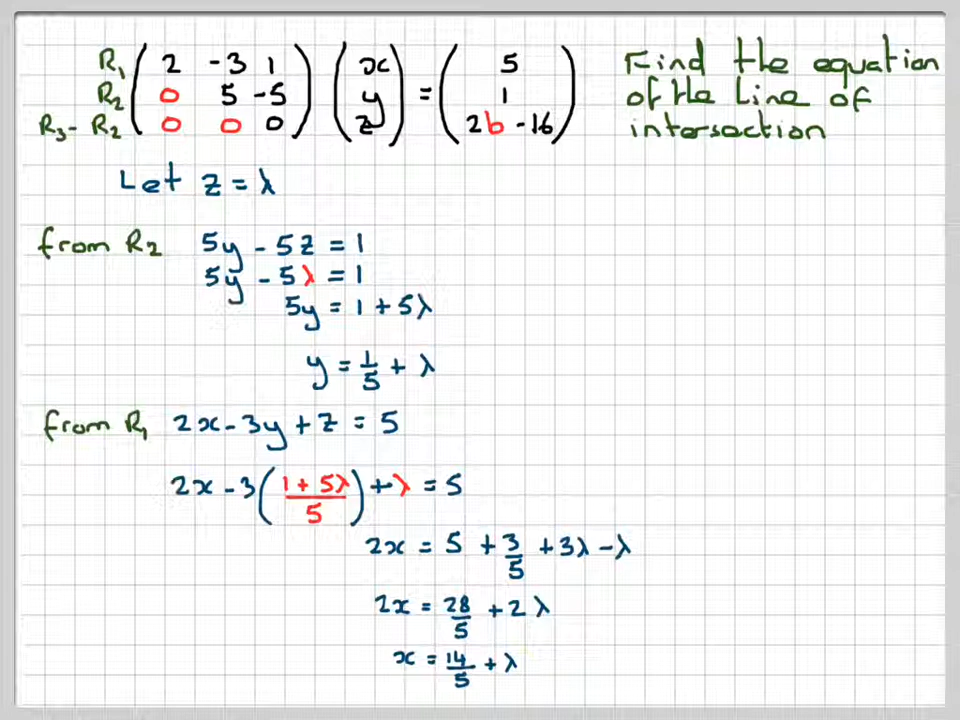 R₁ ( 2 -3 1 ) ( x ) = ( 5 )
R₂ ( 0 5 -5 ) ( y ) ( 1 )
R₃ - R₂ ( 0 0 0 ) ( z ) ( 2b - 16 )
Find the equation
of the Line of
intersection
Let z = λ
from R₂ 5y - 5z = 1
5y - 5λ = 1
5y = 1 + 5λ
y = 1/5 + λ
from R₁ 2x - 3y + z = 5
2x - 3( (1 + 5λ)/5 ) + λ = 5
2x = 5 + 3/5 + 3λ - λ
2x = 28/5 + 2λ
x = 14/5 + λ